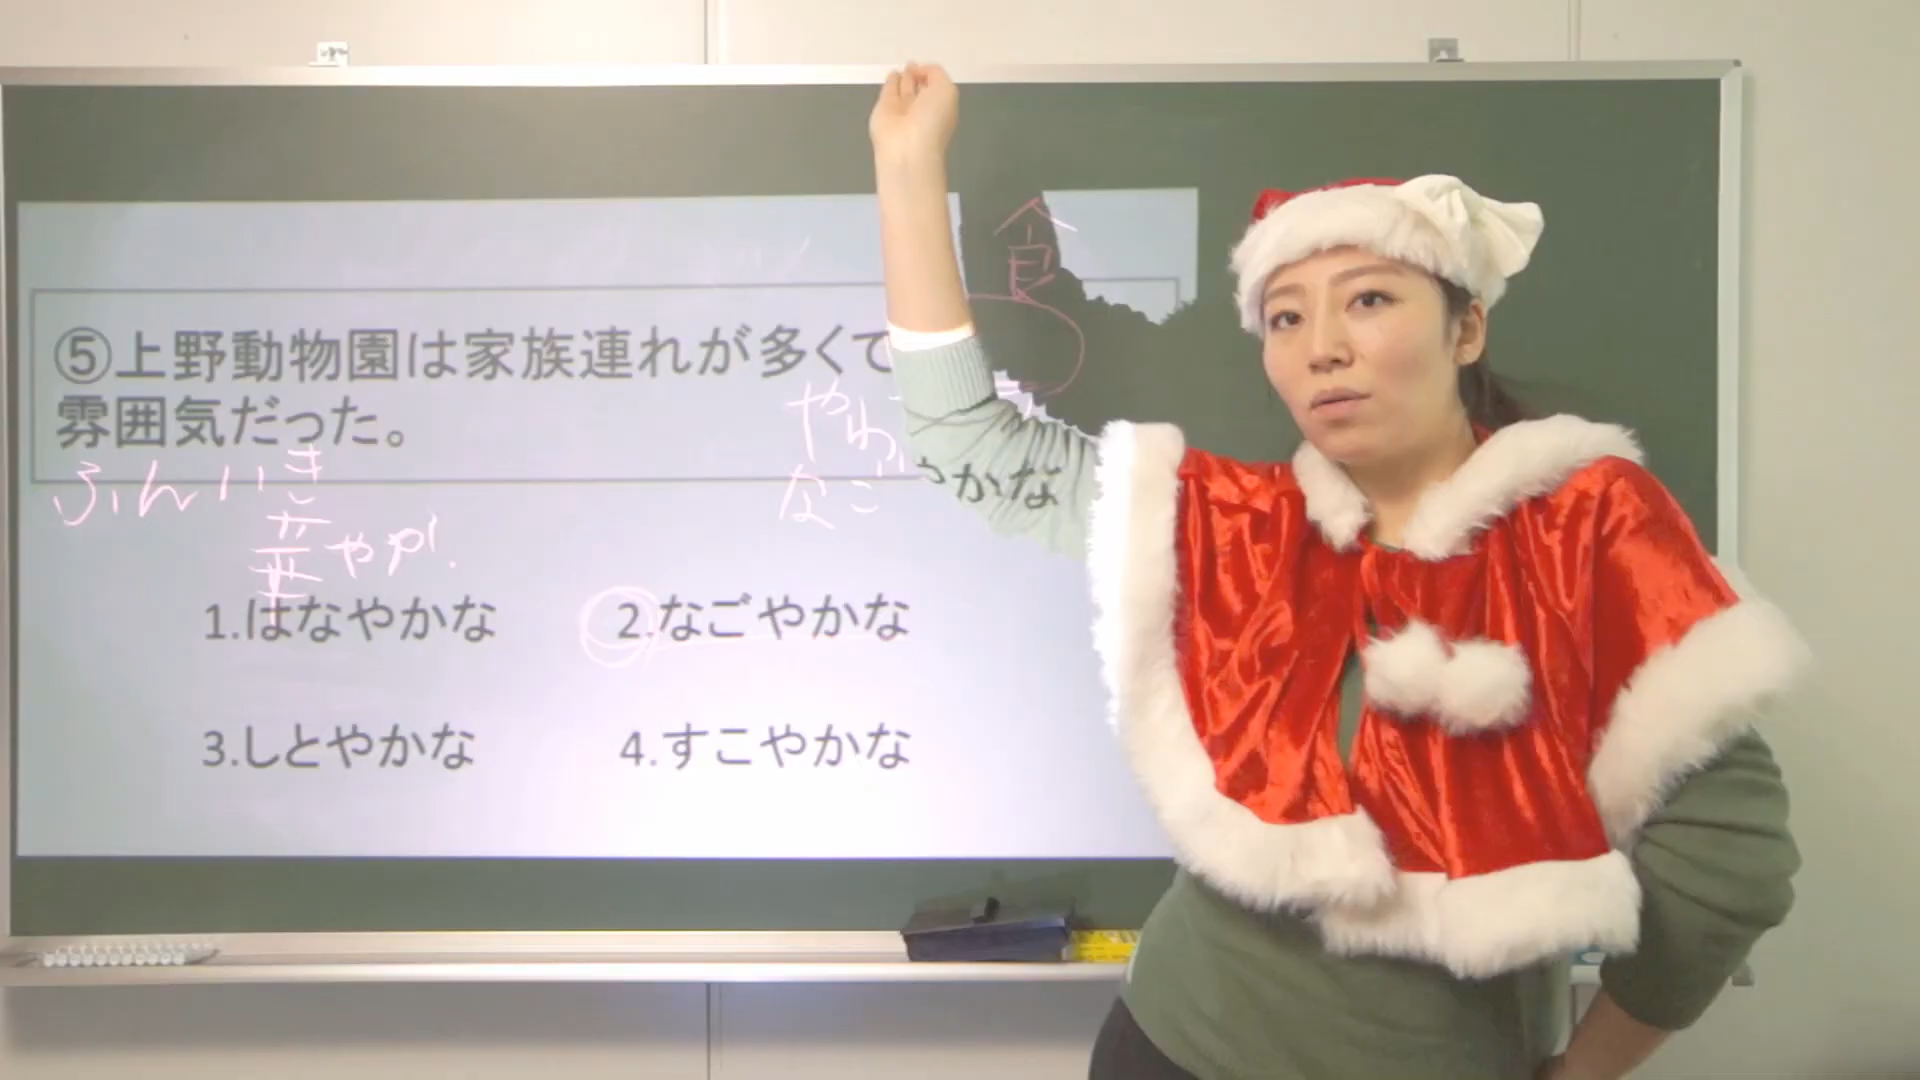 食
⑤上野動物園は家族連れが多くて
やわ
雰囲気だった。
ふんいき
なご やかな
華やか
1.はなやかな
2.なごやかな
3.しとやかな
4.すこやかな